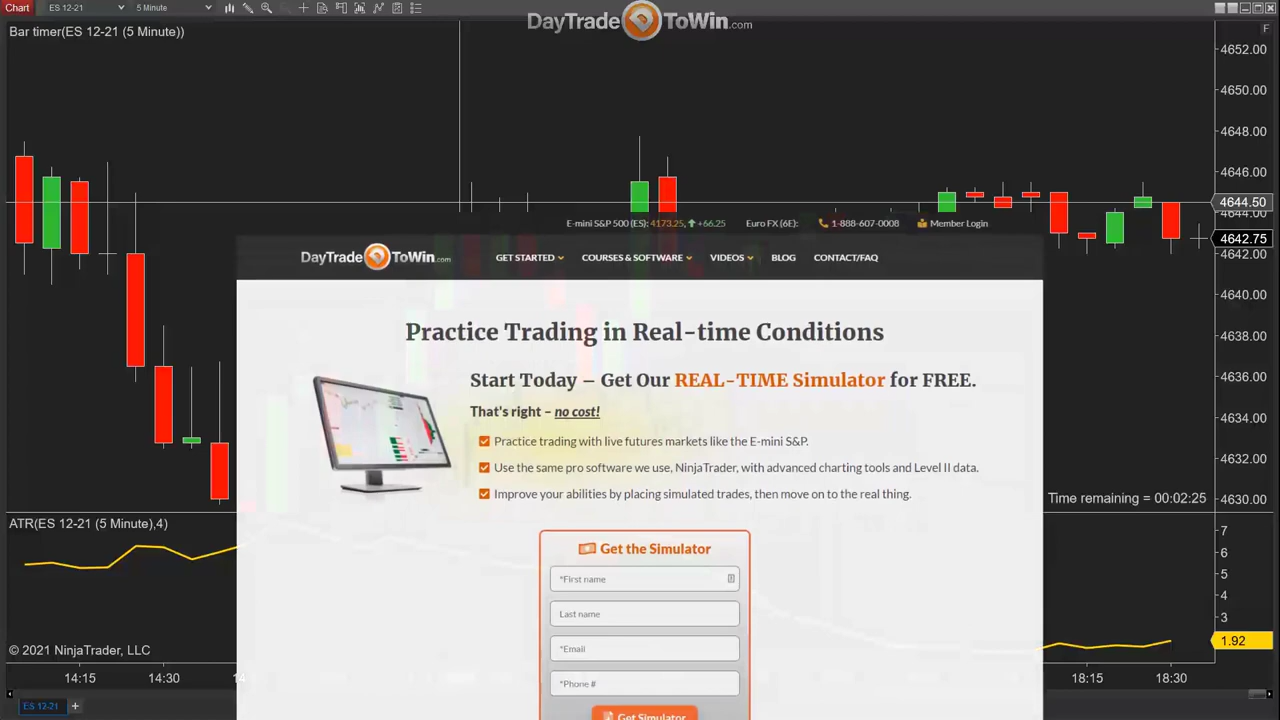 Chart ES 12-21 5 Minute
DayTradeToWin.com
Bar timer(ES 12-21 (5 Minute))
F
4652.00
4650.00
4648.00
4646.00
4644.50
4644.00
4642.75
4642.00
4640.00
4638.00
4636.00
4634.00
4632.00
4630.00
E-mini S&P 500 (ES): 4173.25, +66.25 Euro FX (6E): 1-888-607-0008 Member Login
DayTradeToWin.com GET STARTED COURSES & SOFTWARE VIDEOS BLOG CONTACT/FAQ
Practice Trading in Real-time Conditions
Start Today – Get Our REAL-TIME Simulator for FREE.
That's right – no cost!
Practice trading with live futures markets like the E-mini S&P.
Use the same pro software we use, NinjaTrader, with advanced charting tools and Level II data.
Improve your abilities by placing simulated trades, then move on to the real thing.
Time remaining = 00:02:25
ATR(ES 12-21 (5 Minute),4)
7
6
5
4
3
1.92
Get the Simulator
*First name
Last name
*Email
*Phone #
Get Simulator
© 2021 NinjaTrader, LLC
14:15 14:30 14 18:15 18:30
ES 12-21 +